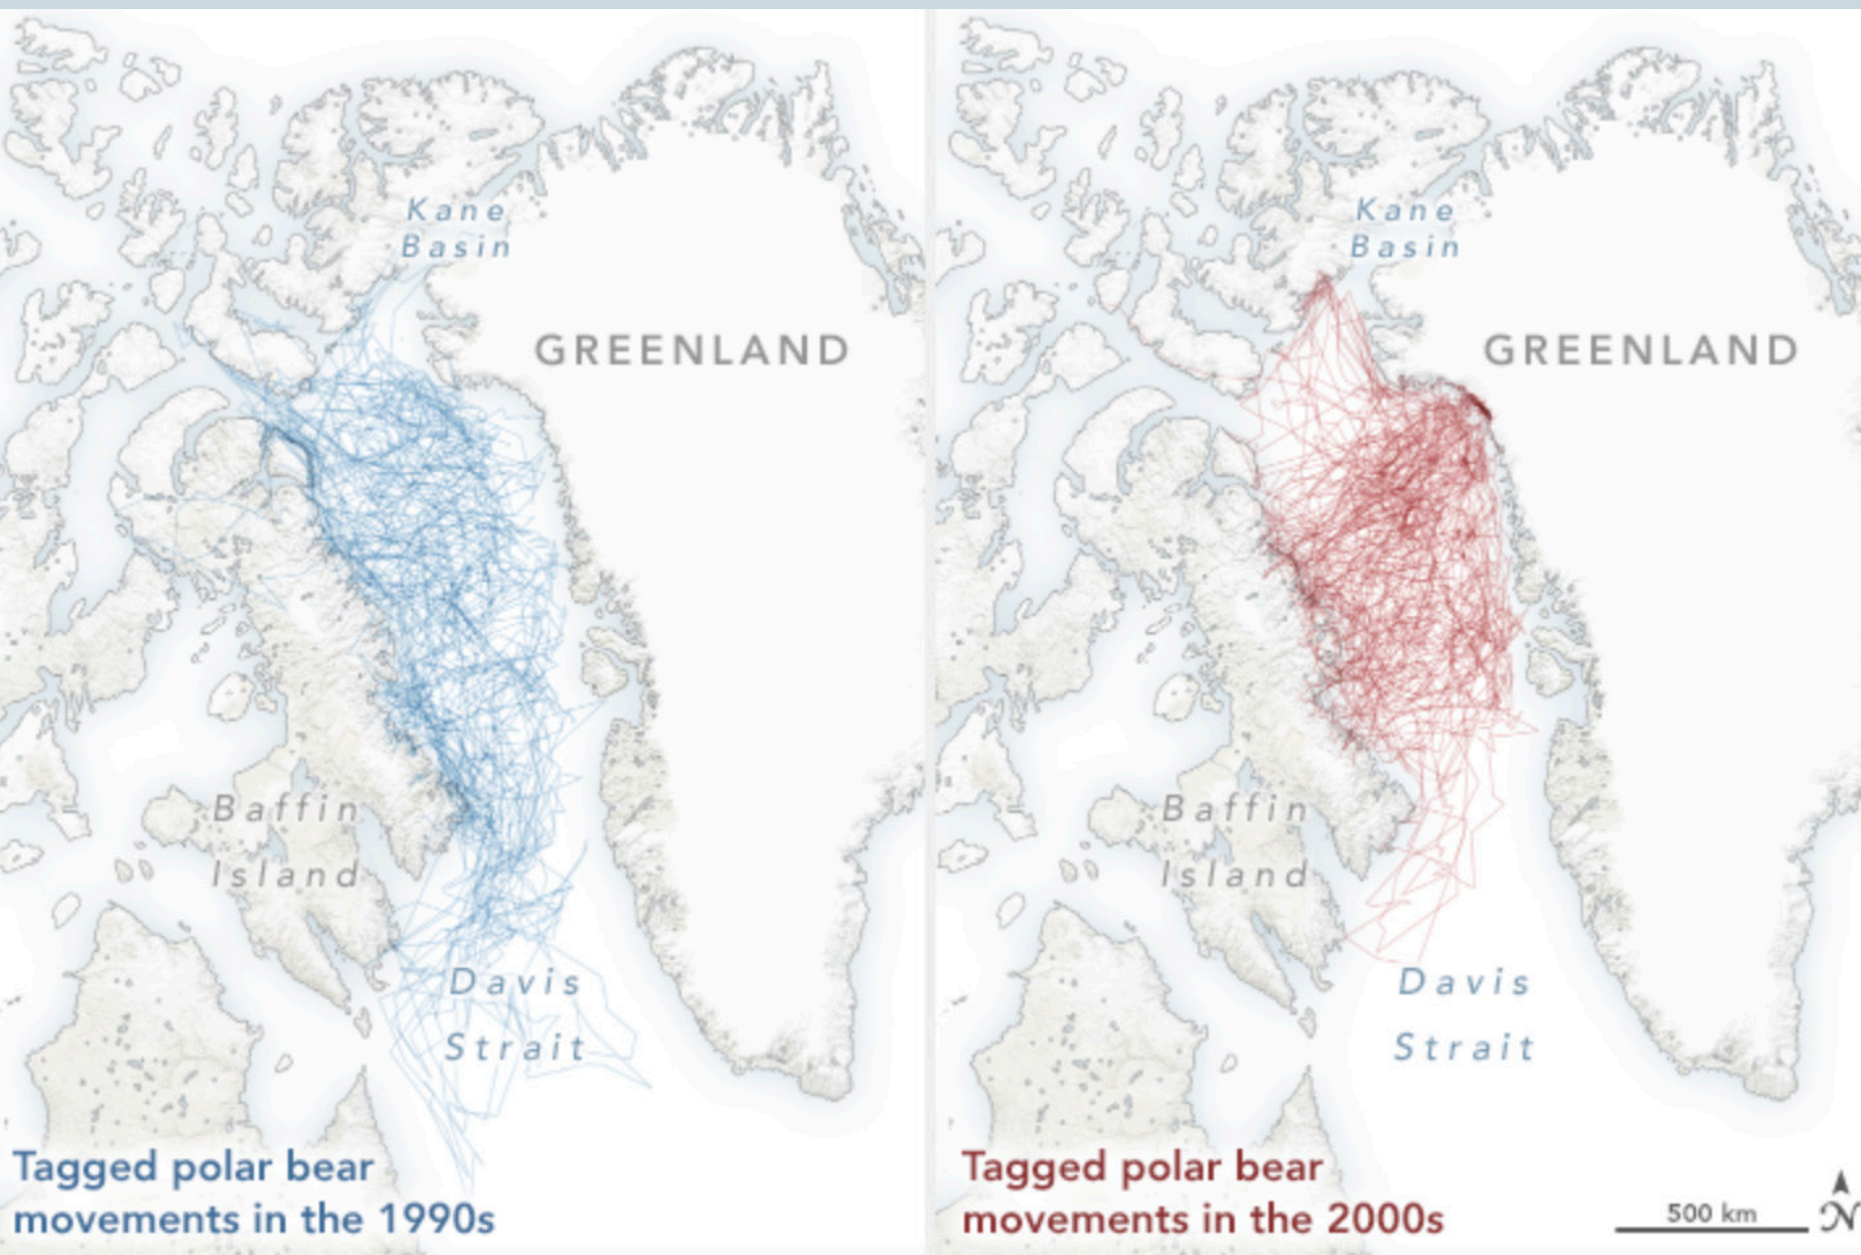 Kane
Basin
GREENLAND
Baffin
Island
Davis
Strait
Tagged polar bear
movements in the 1990s
Kane
Basin
GREENLAND
Baffin
Island
Davis
Strait
Tagged polar bear
movements in the 2000s
500 km
N